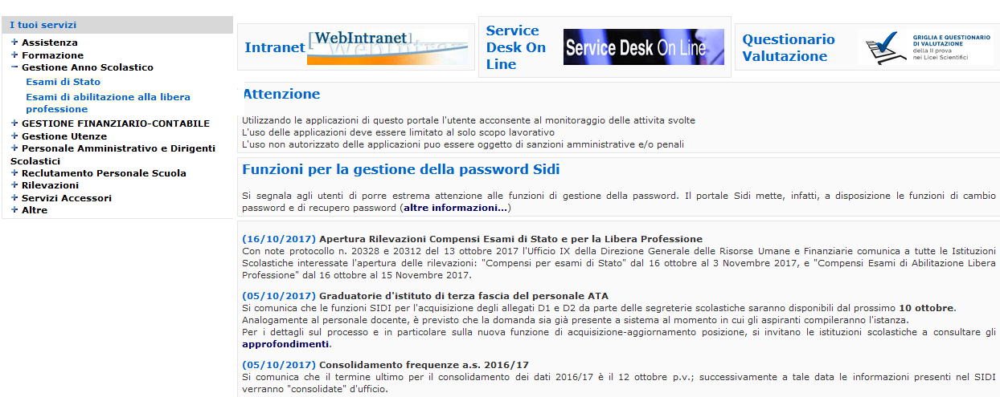 I tuoi servizi
Assistenza
Formazione
Gestione Anno Scolastico
Esami di Stato
Esami di abilitazione alla libera
professione
GESTIONE FINANZIARIO-CONTABILE
Gestione Utenze
Personale Amministrativo e Dirigenti
Scolastici
Reclutamento Personale Scuola
Rilevazioni
Servizi Accessori
Altre
Intranet
[WebIntranet]
WebIntranet
Service
Desk On
Line
Service Desk On Line
Questionario
Valutazione
GRIGLIA E QUESTIONARIO
DI VALUTAZIONE
della II prova
nei Licei Scientifici
Attenzione
Utilizzando le applicazioni di questo portale l'utente acconsente al monitoraggio delle attivita svolte
L'uso delle applicazioni deve essere limitato al solo scopo lavorativo
L'uso non autorizzato delle applicazioni puo essere oggetto di sanzioni amministrative e/o penali
Funzioni per la gestione della password Sidi
Si segnala agli utenti di porre estrema attenzione alle funzioni di gestione della password. Il portale Sidi mette, infatti, a disposizione le funzioni di cambio
password e di recupero password (altre informazioni...)
(16/10/2017) Apertura Rilevazioni Compensi Esami di Stato e per la Libera Professione
Con note protocollo n. 20328 e 20312 del 13 ottobre 2017 l'Ufficio IX della Direzione Generale delle Risorse Umane e Finanziarie comunica a tutte le Istituzioni
Scolastiche interessate l'apertura delle rilevazioni: "Compensi per esami di Stato" dal 16 ottobre al 3 Novembre 2017, e "Compensi Esami di Abilitazione Libera
Professione" dal 16 ottobre al 15 Novembre 2017.
(05/10/2017) Graduatorie d'istituto di terza fascia del personale ATA
Si comunica che le funzioni SIDI per l'acquisizione degli allegati D1 e D2 da parte delle segreterie scolastiche saranno disponibili dal prossimo 10 ottobre.
Analogamente al personale docente, è previsto che la domanda sia già presente a sistema al momento in cui gli aspiranti compileranno l'istanza.
Per i dettagli sul processo e in particolare sulla nuova funzione di acquisizione-aggiornamento posizione, si invitano le istituzioni scolastiche a consultare gli
approfondimenti.
(05/10/2017) Consolidamento frequenze a.s. 2016/17
Si comunica che il termine ultimo per il consolidamento dei dati 2016/17 è il 12 ottobre p.v.; successivamente a tale data le informazioni presenti nel SIDI
verranno "consolidate" d'ufficio.